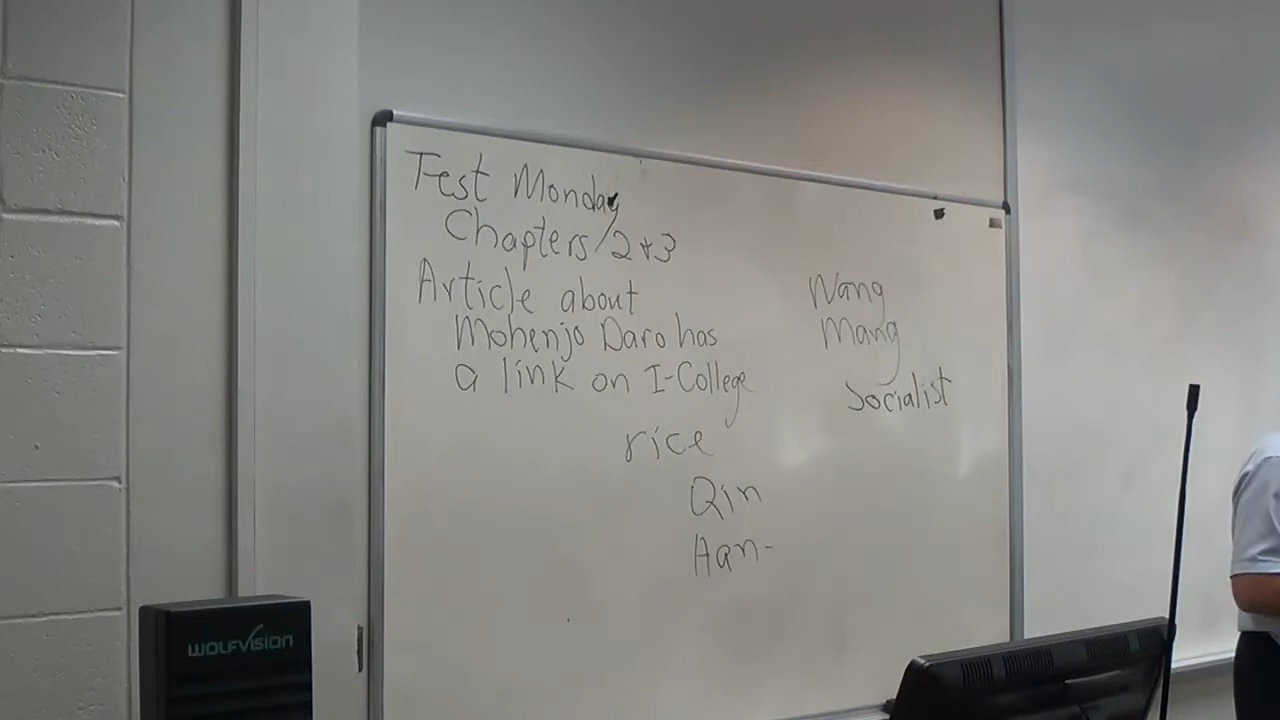 Test Monday
Chapters/2+3
Article about
Mohenjo Daro has
a link on I-College
rice
Qin
Han-
Wang
Mang
Socialist
WOLFVISION